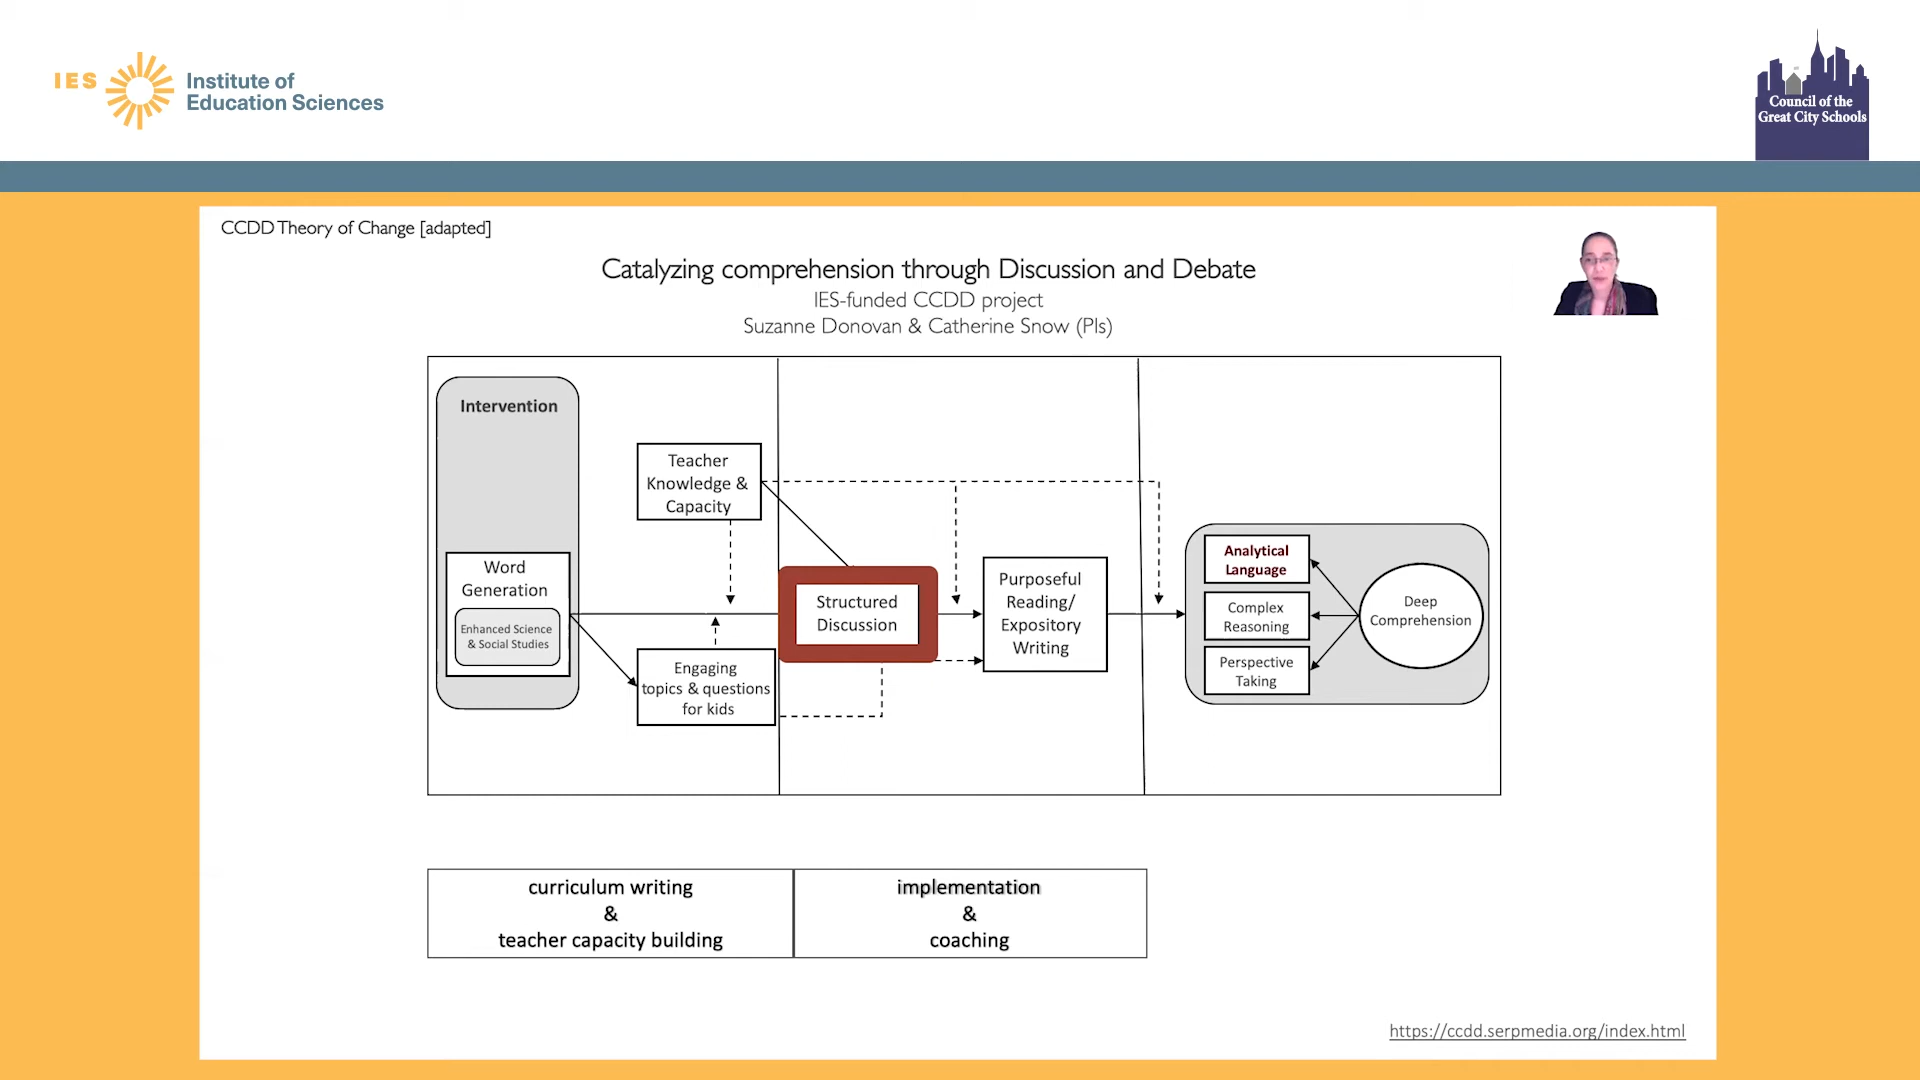 IES
Institute of
Education Sciences
Council of the
Great City Schools
CCDD Theory of Change [adapted]
Catalyzing comprehension through Discussion and Debate
IES-funded CCDD project
Suzanne Donovan & Catherine Snow (PIs)
Intervention
Word
Generation
Enhanced Science
& Social Studies
Teacher
Knowledge &
Capacity
Engaging
topics & questions
for kids
Structured
Discussion
Purposeful
Reading/
Expository
Writing
Analytical
Language
Complex
Reasoning
Perspective
Taking
Deep
Comprehension
curriculum writing
&
teacher capacity building
implementation
&
coaching
https://ccdd.serpmedia.org/index.html